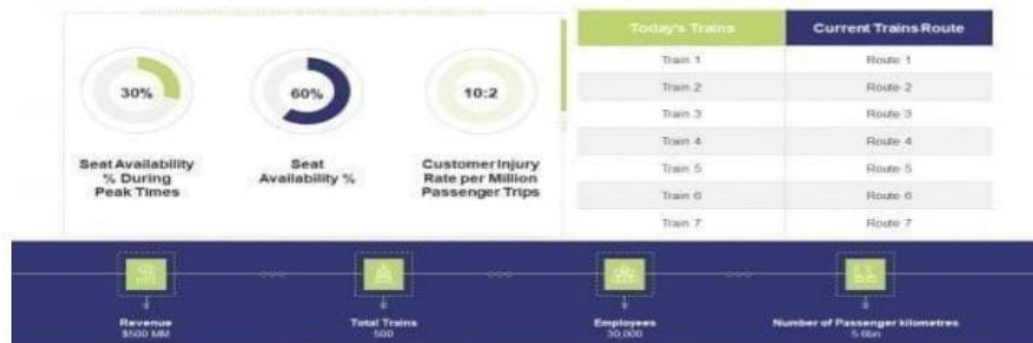 30%
60%
10:2
Seat Availability
% During
Peak Times
Seat
Availability %
Customer Injury
Rate per Million
Passenger Trips
Today's Trains Current Trains Route
Train 1 Route 1
Train 2 Route 2
Train 3 Route 3
Train 4 Route 4
Train 5 Route 5
Train 6 Route 6
Train 7 Route 7
Revenue
$500 MM
Total Trains
500
Employees
30,000
Number of Passenger kilometres
5.6bn